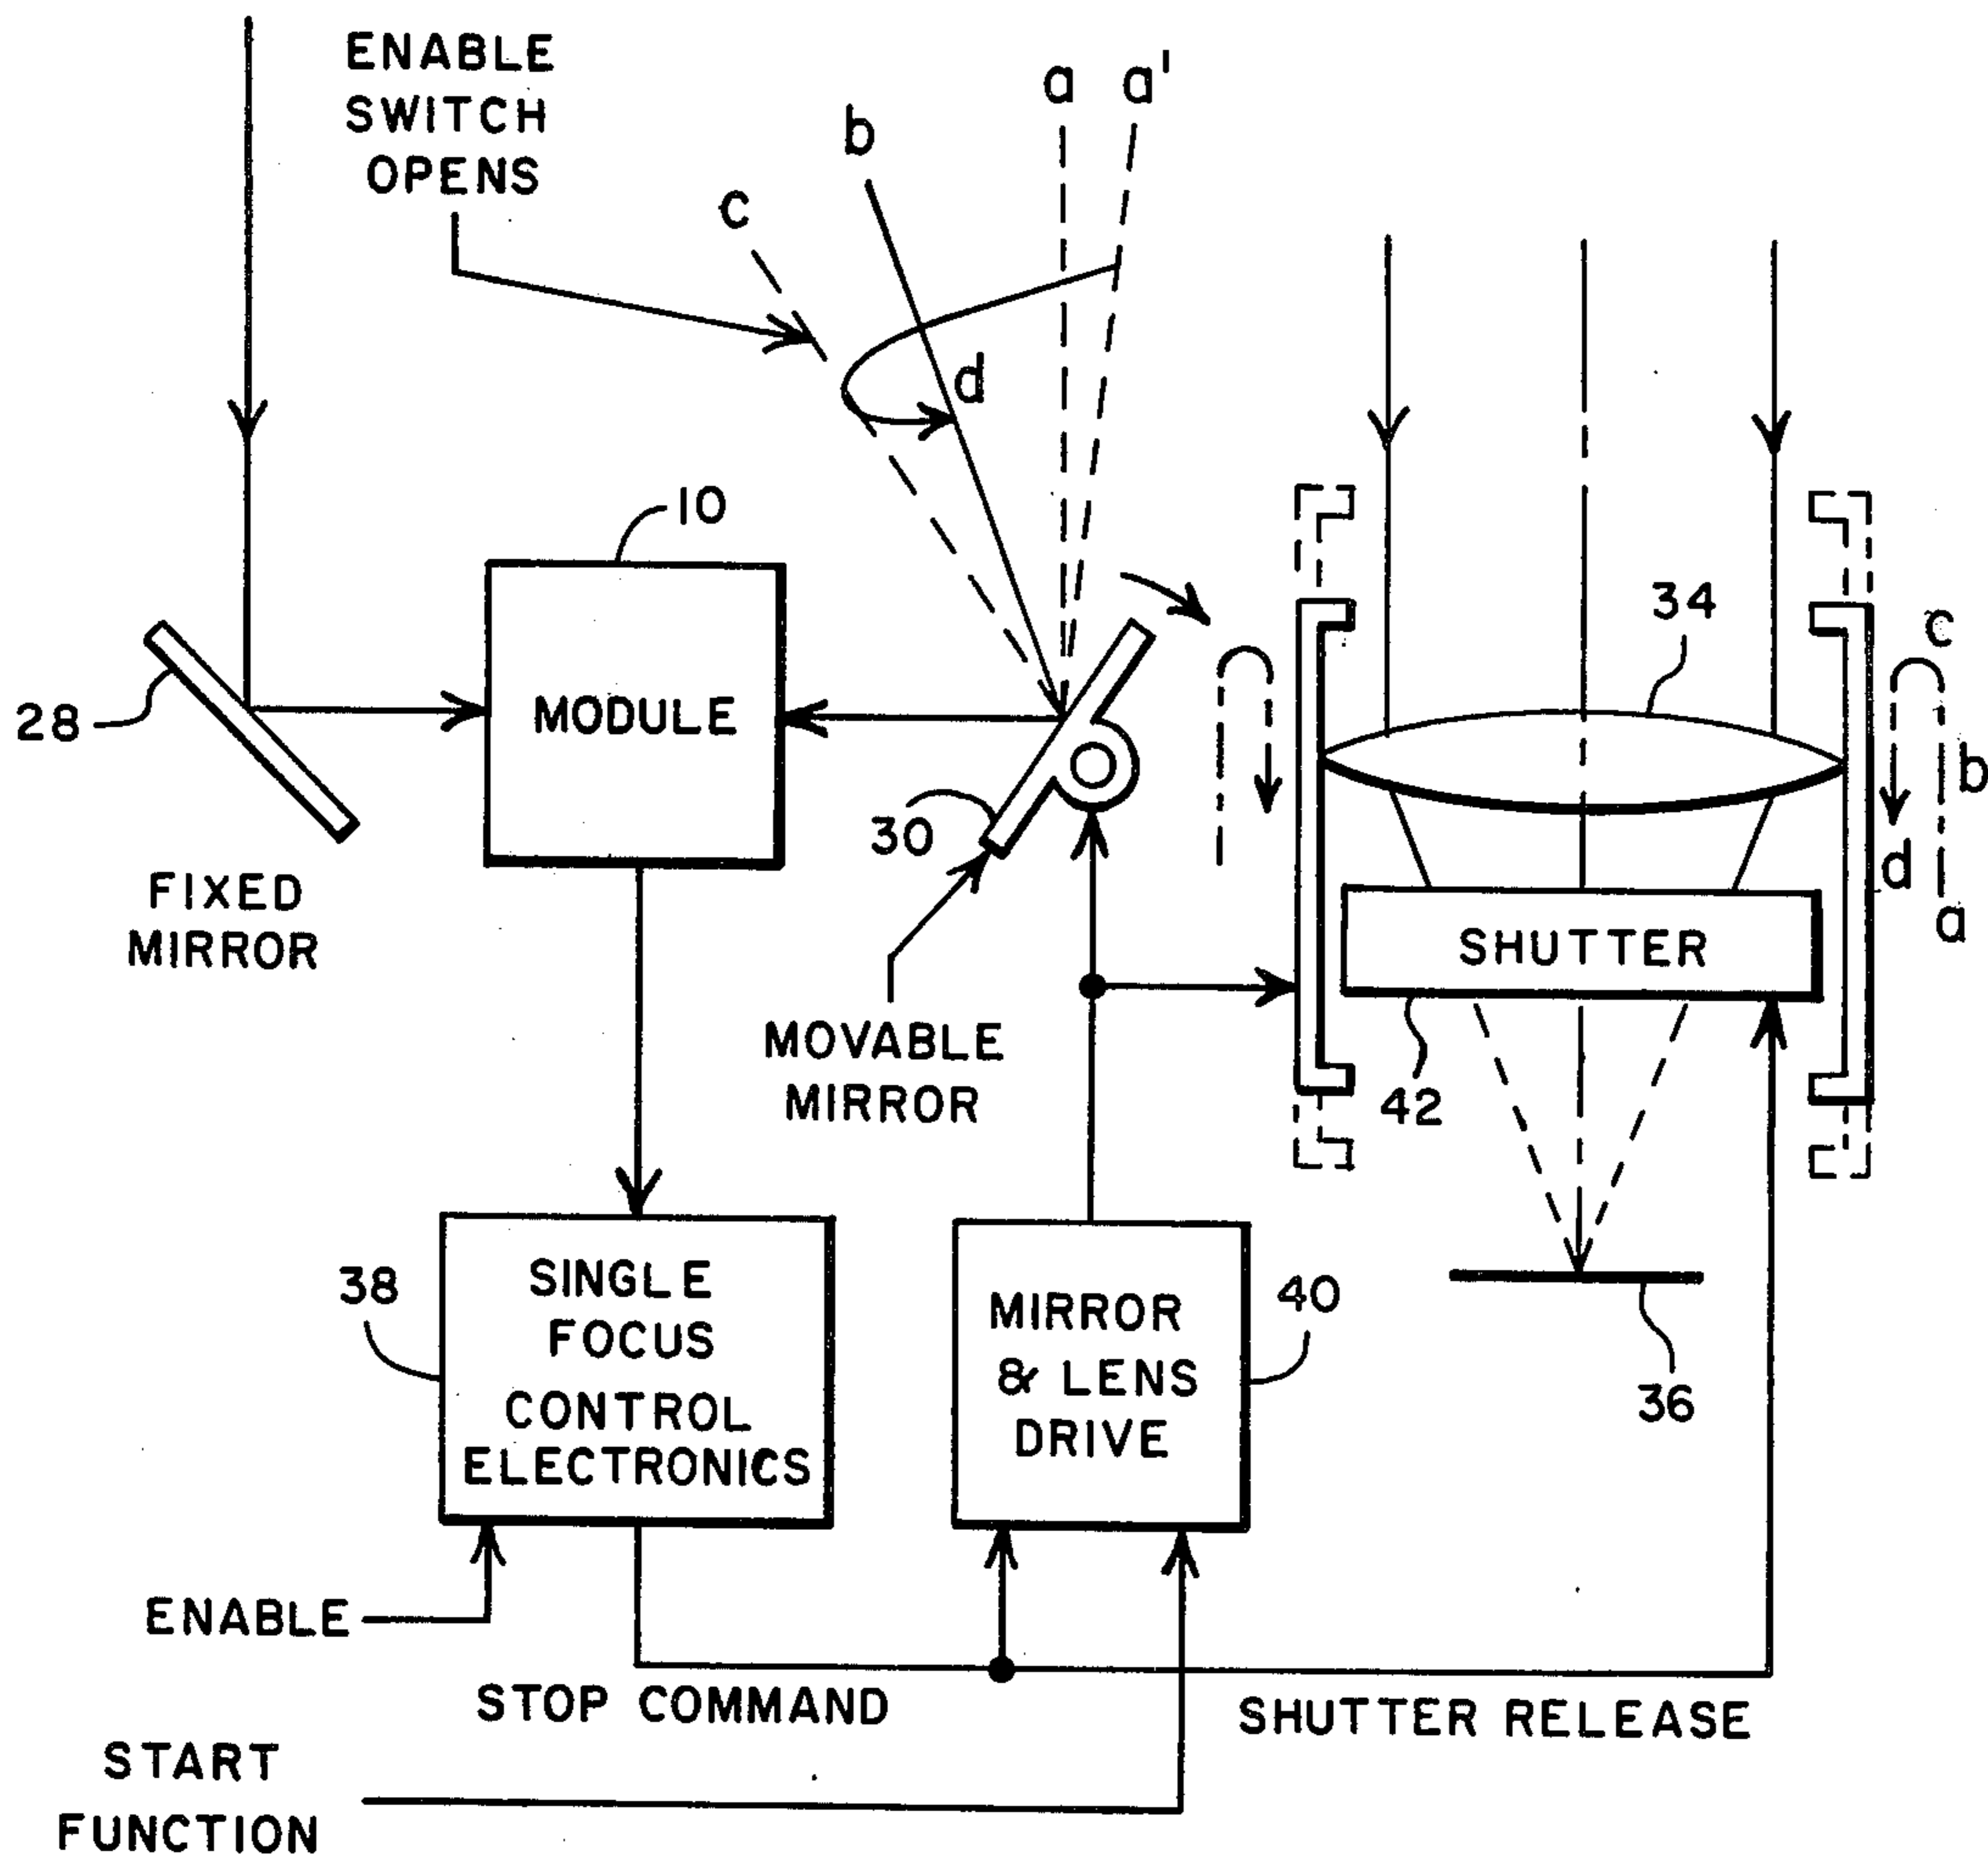 ENABLE
SWITCH
OPENS
a
a'
b
c
d
10
34
c
MODULE
28
b
30
d
FIXED
MIRROR
a
SHUTTER
MOVABLE
MIRROR
42
SINGLE
FOCUS
CONTROL
ELECTRONICS
38
MIRROR
& LENS
DRIVE
40
36
ENABLE
STOP COMMAND
SHUTTER RELEASE
START
FUNCTION